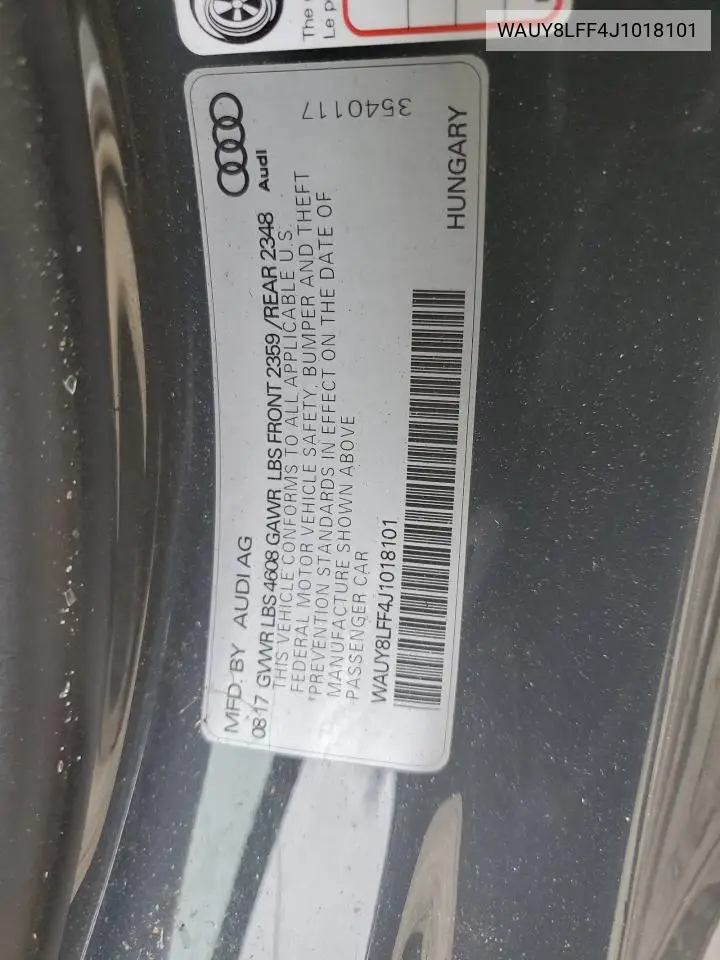 WAUY8LFF4J1018101
The
Le p
3540117
Audi
HUNGARY
MFD. BY AUDI AG
08-17 GVWR LBS 4608 GAWR LBS FRONT 2359 /REAR 2348
THIS VEHICLE CONFORMS TO ALL APPLICABLE U.S.
FEDERAL MOTOR VEHICLE SAFETY, BUMPER AND THEFT
PREVENTION STANDARDS IN EFFECT ON THE DATE OF
MANUFACTURE SHOWN ABOVE
PASSENGER CAR
WAUY8LFF4J1018101